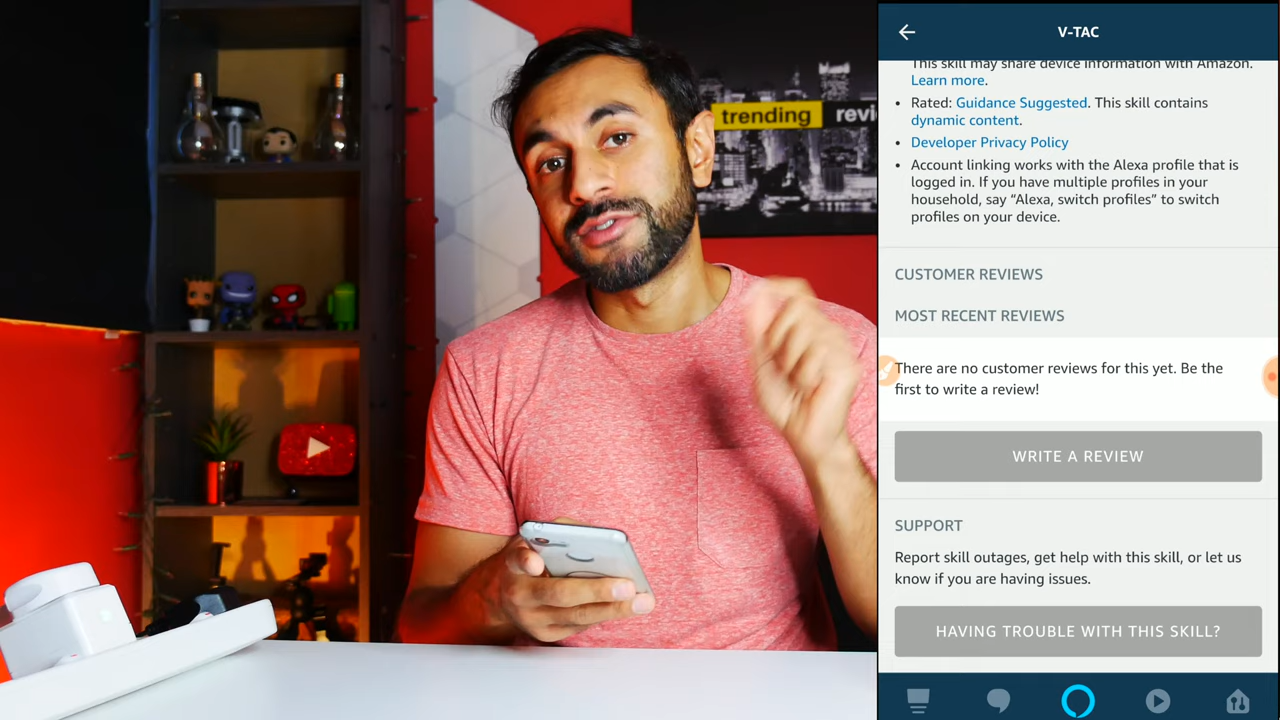 trending
revi
V-TAC
This skill may share device information with Amazon.
Learn more.
• Rated: Guidance Suggested. This skill contains
dynamic content.
• Developer Privacy Policy
• Account linking works with the Alexa profile that is
logged in. If you have multiple profiles in your
household, say “Alexa, switch profiles” to switch
profiles on your device.
CUSTOMER REVIEWS
MOST RECENT REVIEWS
There are no customer reviews for this yet. Be the
first to write a review!
WRITE A REVIEW
SUPPORT
Report skill outages, get help with this skill, or let us
know if you are having issues.
HAVING TROUBLE WITH THIS SKILL?